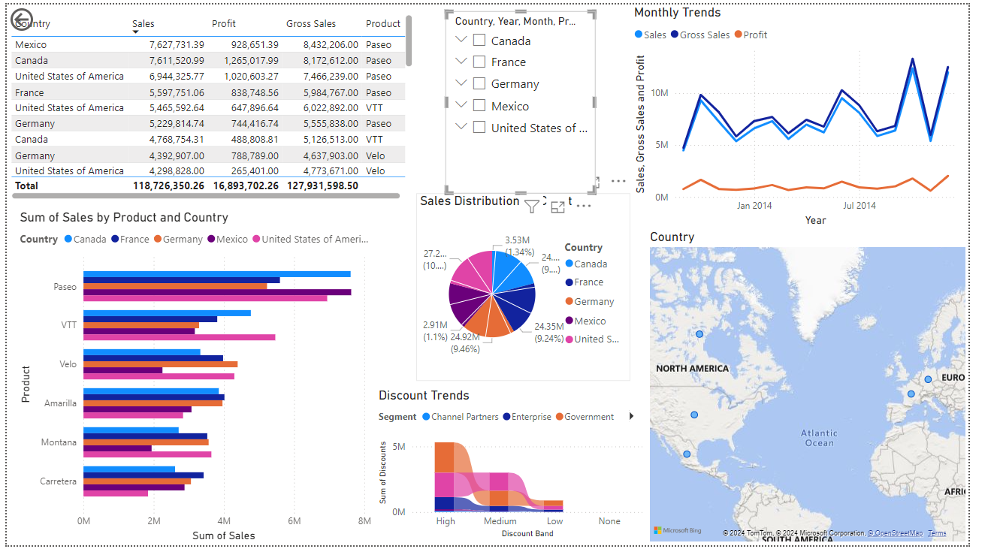 Country Sales Profit Gross Sales Product
Mexico 7,627,731.39 928,651.39 8,432,206.00 Paseo
Canada 7,611,520.99 1,265,017.99 8,172,612.00 Paseo
United States of America 6,944,325.77 1,020,603.27 7,466,239.00 Paseo
France 5,597,751.06 838,748.56 5,984,767.00 Paseo
United States of America 5,465,592.64 647,896.64 6,022,892.00 VTT
Germany 5,229,814.74 744,416.74 5,555,838.00 Paseo
Canada 4,768,754.31 488,808.81 5,126,513.00 VTT
Germany 4,392,907.00 788,789.00 4,637,903.00 Velo
United States of America 4,298,828.00 265,401.00 4,773,671.00 Velo
Total 118,726,350.26 16,893,702.26 127,931,598.50
Country, Year, Month, Pr...
Canada
France
Germany
Mexico
United States of ...
Monthly Trends
Sales Gross Sales Profit
Sales, Gross Sales and Profit
10M
5M
0M
Jan 2014 Jul 2014
Year
Sum of Sales by Product and Country
Country Canada France Germany Mexico United States of Ameri...
Product
Paseo
VTT
Velo
Amarilla
Montana
Carretera
0M 2M 4M 6M 8M
Sum of Sales
Sales Distribution
3.53M
(1.34%)
24....
(9....)
24.35M
(9.24%)
24.92M
(9.46%)
2.91M
(1.1%)
27.2...
(10....)
Country
Canada
France
Germany
Mexico
United S...
Discount Trends
Segment Channel Partners Enterprise Government
Sum of Discounts
5M
0M
High Medium Low None
Discount Band
Country
NORTH AMERICA
EURO
Atlantic
Ocean
AFRI
SOUTH AMERICA
Microsoft Bing
© 2024 TomTom, © 2024 Microsoft Corporation, © OpenStreetMap Terms